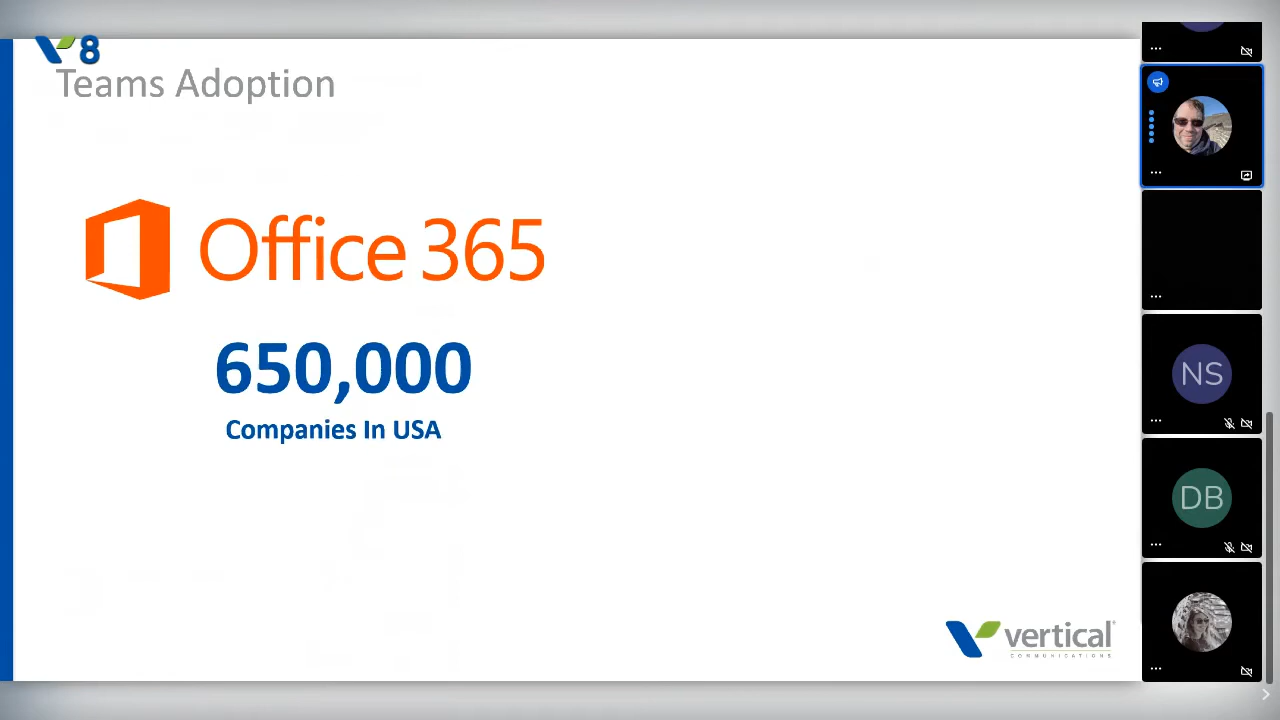 V8
Teams Adoption
Office 365
650,000
Companies In USA
NS
DB
vertical
COMMUNICATIONS